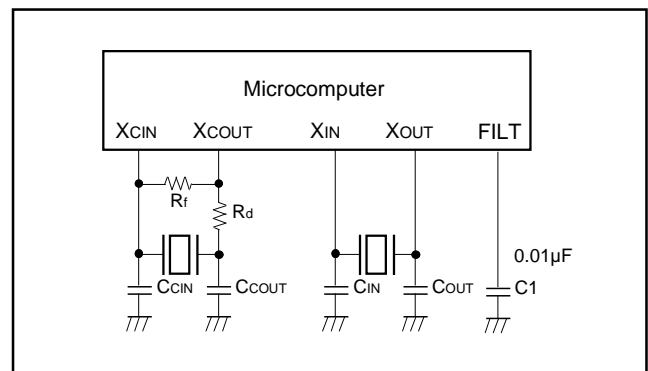 Microcomputer
XCIN XCOUT XIN XOUT FILT
Rf
Rd
0.01µF
CCIN CCOUT CIN COUT C1